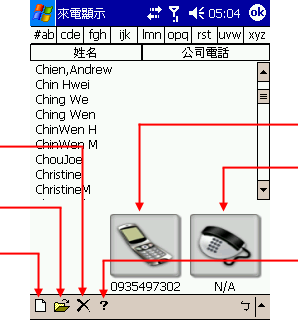 來電顯示 05:04 ok
#ab cde fgh ijk lmn opq rst uvw xyz
姓名 公司電話
Chien,Andrew
Chin Hwei
Ching We
Ching Wen
ChinWen H
ChinWen M
ChouJoe
Christine
ChristineM
0935497302 N/A
? ㄅ